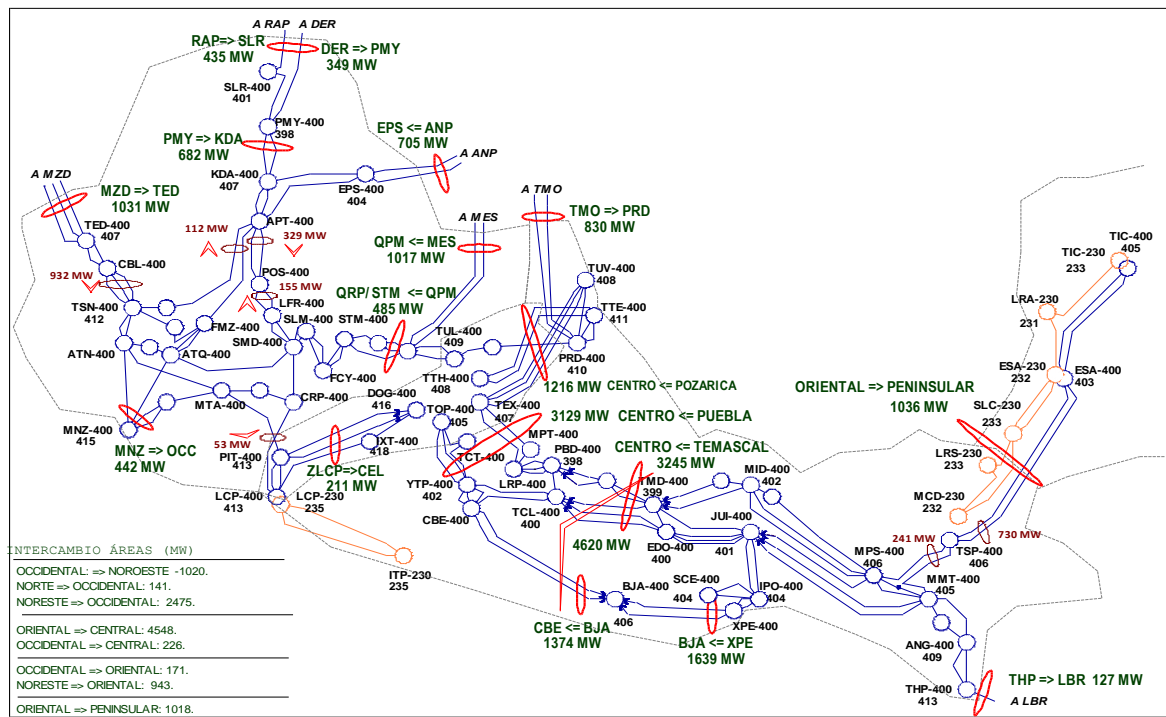 A RAP
A DER
RAP=> SLR
435 MW
DER => PMY
349 MW
SLR-400
401
PMY-400
398
PMY => KDA
682 MW
EPS <= ANP
705 MW
A ANP
KDA-400
407
EPS-400
404
A MZD
MZD => TED
1031 MW
A TMO
TMO => PRD
830 MW
A MES
QPM <= MES
1017 MW
TED-400
407
APT-400
112 MW
329 MW
CBL-400
932 MW
POS-400
155 MW
QRP/ STM <= QPM
485 MW
TUV-400
408
TIC-400
405
TIC-230
233
TSN-400
412
LFR-400
SLM-400
STM-400
TUL-400
409
TTE-400
411
LRA-230
231
FMZ-400
ATN-400
ATQ-400
SMD-400
PRD-400
410
FCY-400
TTH-400
408
1216 MW CENTRO <= POZARICA
ORIENTAL => PENINSULAR
1036 MW
ESA-230
232
ESA-400
403
DOG-400
416
TOP-400
405
TEX-400
407
3129 MW CENTRO <= PUEBLA
SLC-230
233
MTA-400
CRP-400
MNZ-400
415
MNZ => OCC
442 MW
53 MW
PIT-400
413
IXT-400
418
TCT-400
MPT-400
PBD-400
398
CENTRO <= TEMASCAL
3245 MW
LRS-230
233
ZLCP=>CEL
211 MW
YTP-400
402
LRP-400
TMD-400
399
MID-400
402
MCD-230
232
LCP-400
413
LCP-230
235
CBE-400
TCL-400
400
JUI-400
401
241 MW
730 MW
TSP-400
406
4620 MW
EDO-400
400
MPS-400
406
ITP-230
235
BJA-400
406
SCE-400
404
IPO-400
404
MMT-400
405
XPE-400
CBE <= BJA
1374 MW
BJA <= XPE
1639 MW
ANG-400
409
THP-400
413
THP => LBR 127 MW
A LBR
INTERCAMBIO ÁREAS (MW)
OCCIDENTAL: => NOROESTE -1020.
NORTE => OCCIDENTAL: 141.
NORESTE => OCCIDENTAL: 2475.
ORIENTAL => CENTRAL: 4548.
OCCIDENTAL => CENTRAL: 226.
OCCIDENTAL => ORIENTAL: 171.
NORESTE => ORIENTAL: 943.
ORIENTAL => PENINSULAR: 1018.